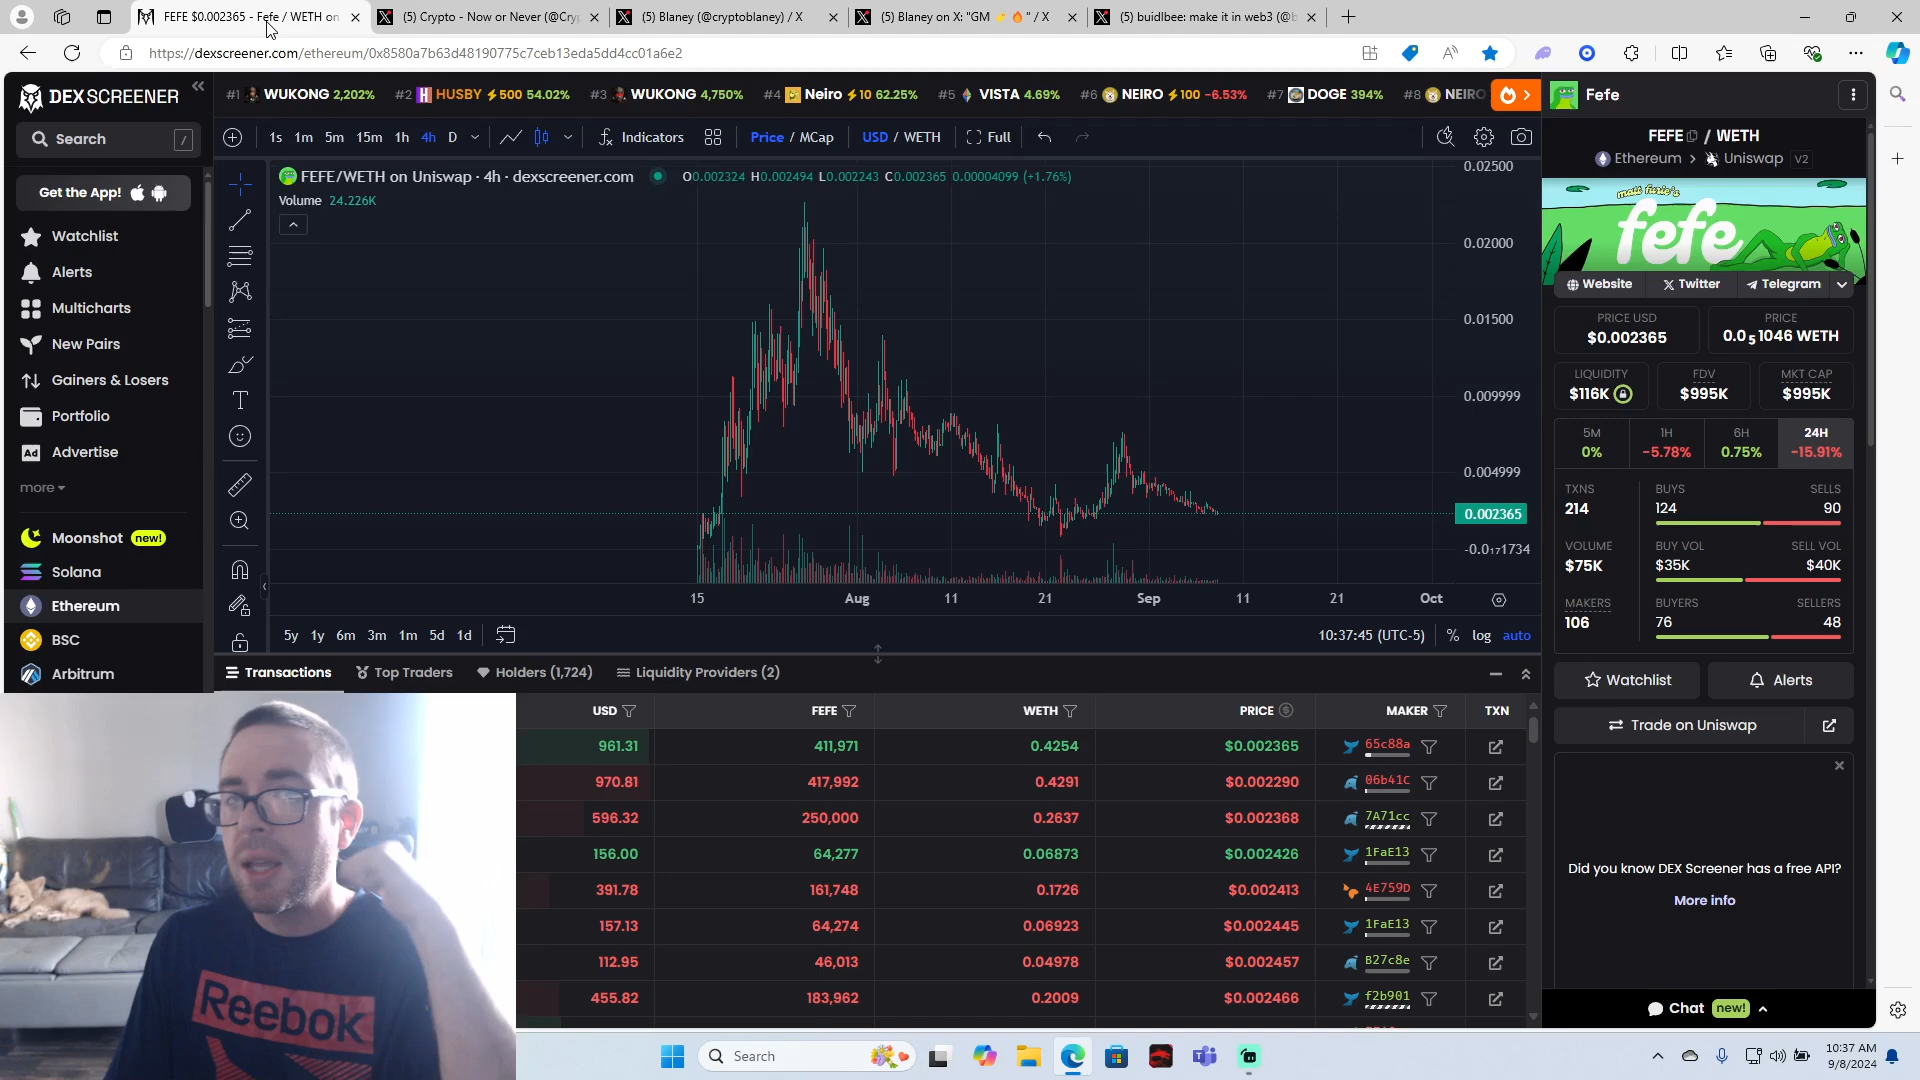 FEFE $0.002365 - Fefe / WETH on
(5) Crypto - Now or Never (@Cryp
(5) Blaney (@cryptoblaney) / X
(5) Blaney on X: "GM / X
(5) buidlbee: make it in web3 (@b
https://dexscreener.com/ethereum/0x8580a7b63d48190775c7ceb13eda5dd4cc01a6e2
DEX SCREENER
Search /
Get the App!
Watchlist
Alerts
Multicharts
New Pairs
Gainers & Losers
Portfolio
Ad Advertise
more
Moonshot new!
Solana
Ethereum
BSC
Arbitrum
#1 WUKONG 2,202% #2 HUSBY 500 54.02% #3 WUKONG 4,750% #4 Neiro 10 62.25% #5 VISTA 4.69% #6 NEIRO 100 -6.53% #7 DOGE 394% #8 NEIRO
1s 1m 5m 15m 1h 4h D Indicators Price / MCap USD / WETH Full
FEFE/WETH on Uniswap · 4h · dexscreener.com O0.002324 H0.002494 L0.002243 C0.002365 0.00004099 (+1.76%)
Volume 24.226K
0.02500
0.02000
0.01500
0.009999
0.004999
0.002365
-0.0₁₇1734
15 Aug 11 21 Sep 11 21 Oct
5y 1y 6m 3m 1m 5d 1d 10:37:45 (UTC-5) % log auto
Transactions Top Traders Holders (1,724) Liquidity Providers (2)
USD FEFE WETH PRICE MAKER TXN
961.31 411,971 0.4254 $0.002365 65c88a
970.81 417,992 0.4291 $0.002290 06b41C
596.32 250,000 0.2637 $0.002368 7A71cc
156.00 64,277 0.06873 $0.002426 1FaE13
391.78 161,748 0.1726 $0.002413 4E759D
157.13 64,274 0.06923 $0.002445 1FaE13
112.95 46,013 0.04978 $0.002457 B27c8e
455.82 183,962 0.2009 $0.002466 f2b901
Fefe
FEFE / WETH
Ethereum > Uniswap V2
matt furie's
fefe
Website Twitter Telegram
PRICE USD
$0.002365
PRICE
0.0₅1046 WETH
LIQUIDITY
$116K
FDV
$995K
MKT CAP
$995K
5M
0%
1H
-5.78%
6H
0.75%
24H
-15.91%
TXNS
214
BUYS
124
SELLS
90
VOLUME
$75K
BUY VOL
$35K
SELL VOL
$40K
MAKERS
106
BUYERS
76
SELLERS
48
Watchlist Alerts
Trade on Uniswap
Did you know DEX Screener has a free API?
More info
Chat new!
Reebok
Search
10:37 AM
9/8/2024